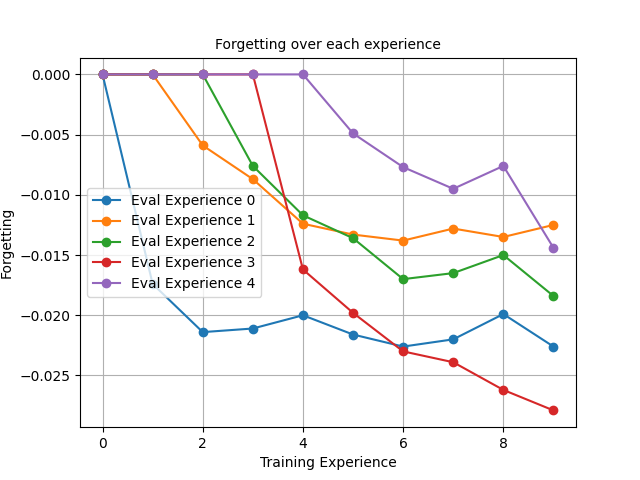 Forgetting over each experience
0.000
−0.005
−0.010
−0.015
−0.020
−0.025
Forgetting
Eval Experience 0
Eval Experience 1
Eval Experience 2
Eval Experience 3
Eval Experience 4
0 2 4 6 8
Training Experience